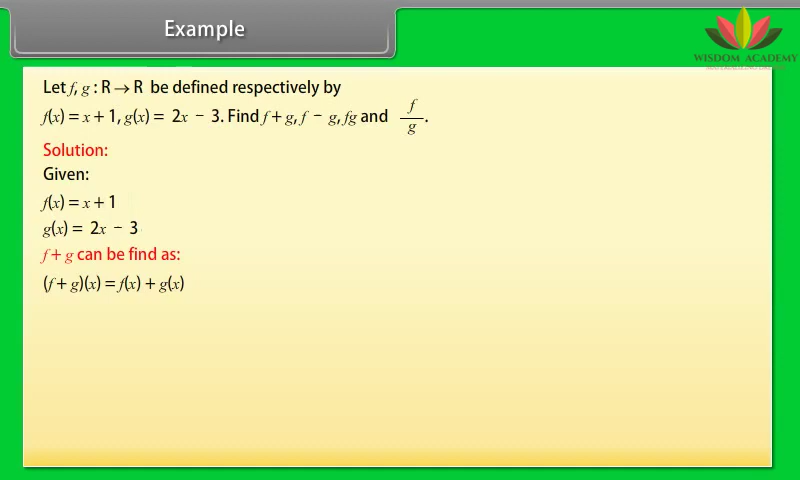 Example
WISDOM ACADEMY
Let f, g : R → R be defined respectively by
f(x) = x + 1, g(x) = 2x − 3. Find f + g, f − g, fg and f/g.
Solution:
Given:
f(x) = x + 1
g(x) = 2x − 3
f + g can be find as:
(f + g)(x) = f(x) + g(x)